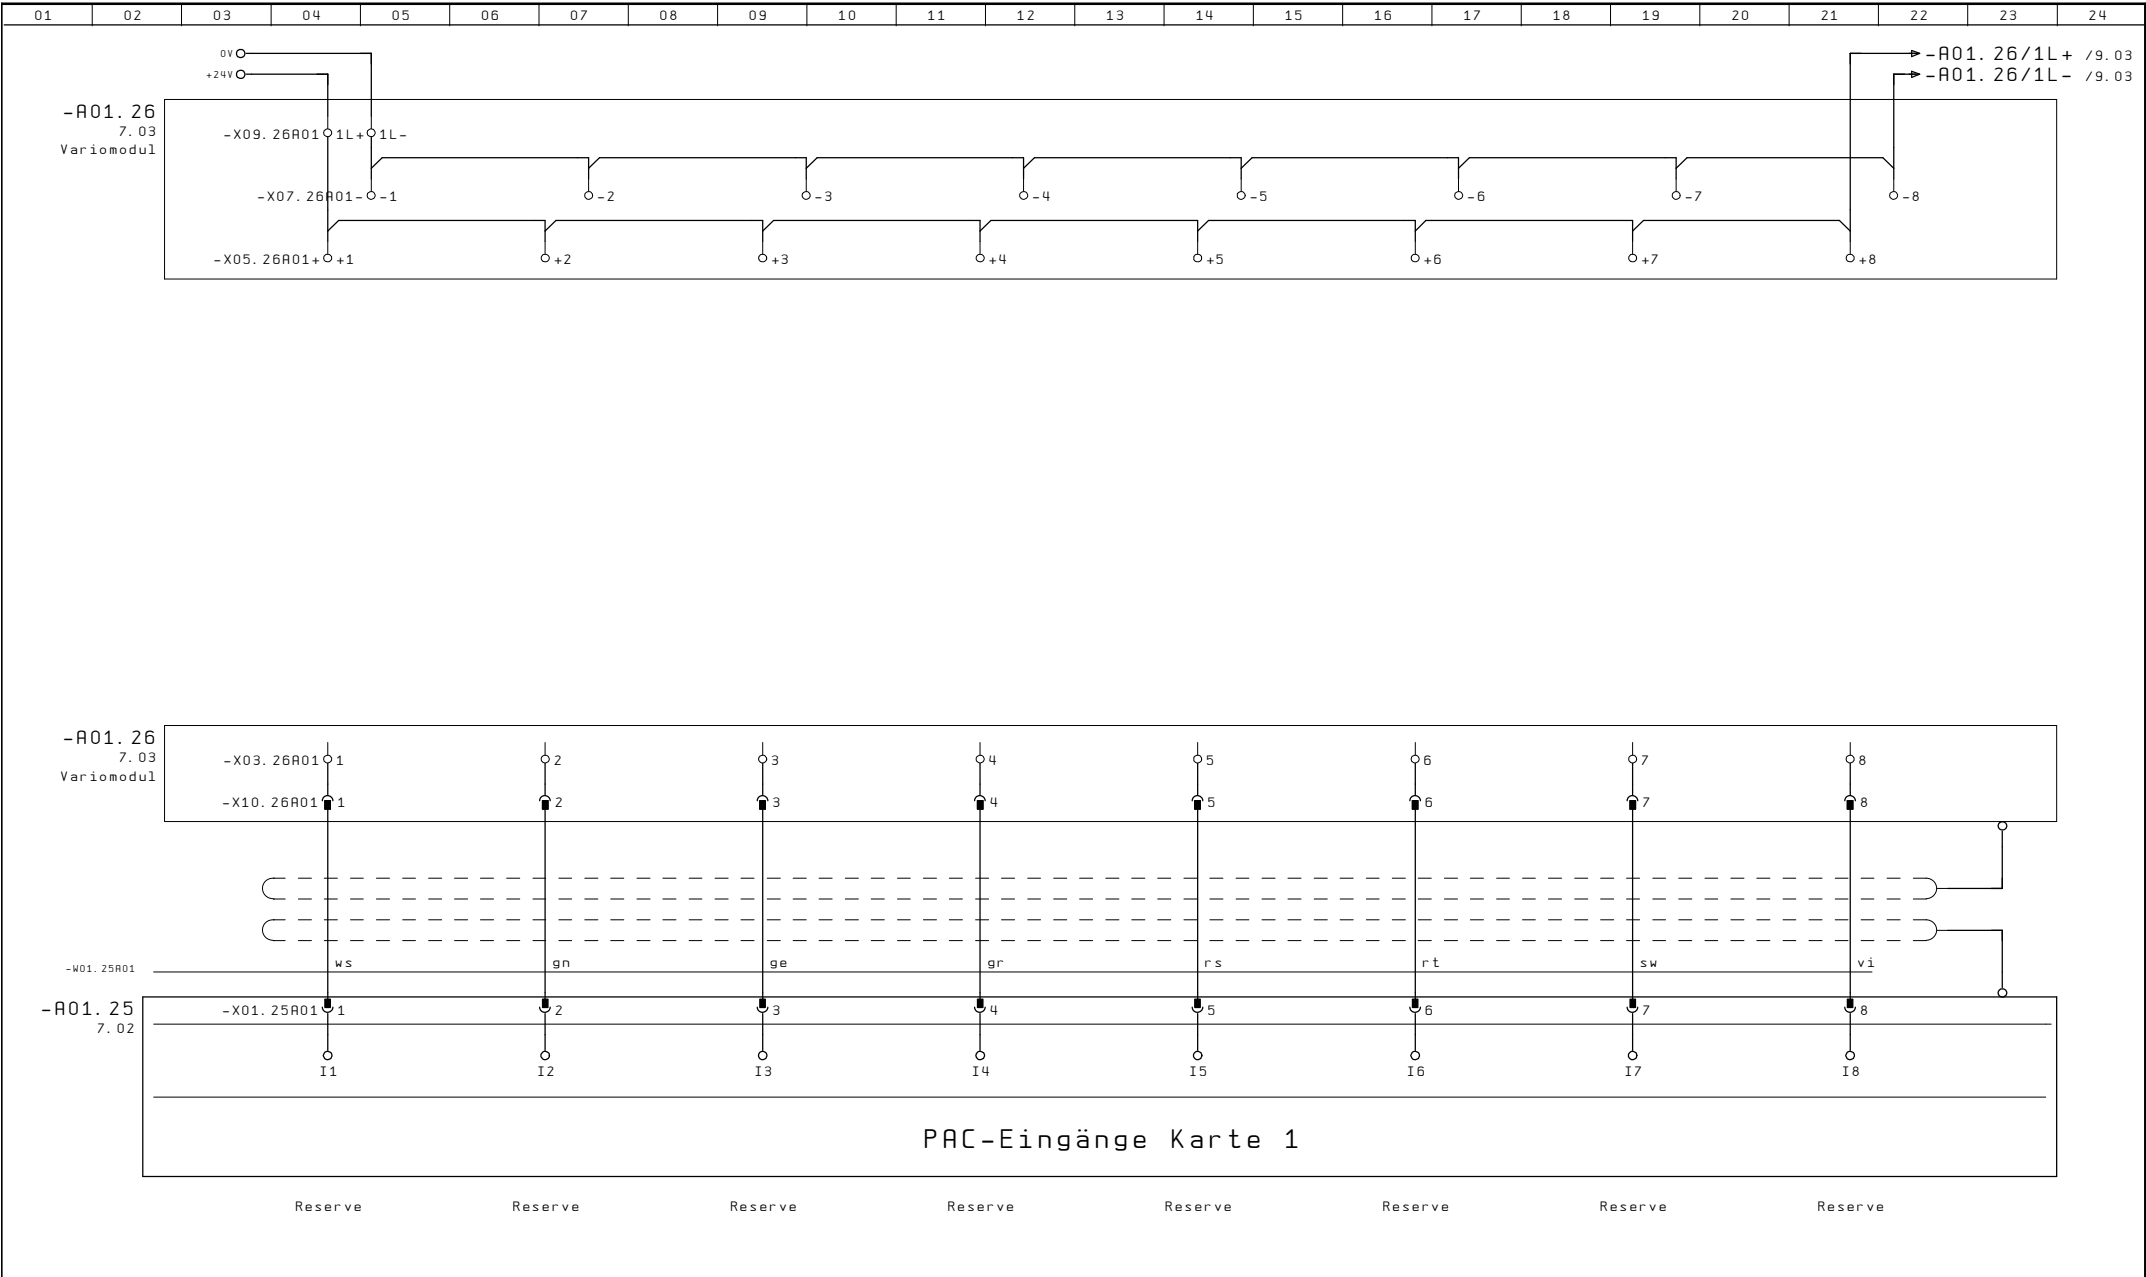 01 02 03 04 05 06 07 08 09 10 11 12 13 14 15 16 17 18 19 20 21 22 23 24
0V
-A01.26/1L+ /9.03
+24V
-A01.26/1L- /9.03
-A01.26
7.03
Variomodul
-X09.26A01 1L+ 1L-
-X07.26A01- -1 -2 -3 -4 -5 -6 -7 -8
-X05.26A01+ +1 +2 +3 +4 +5 +6 +7 +8
-A01.26
7.03
Variomodul
-X03.26A01 1 2 3 4 5 6 7 8
-X10.26A01 1 2 3 4 5 6 7 8
ws gn ge gr rs rt sw vi
-W01.25A01
-A01.25
7.02
-X01.25A01 1 2 3 4 5 6 7 8
I1 I2 I3 I4 I5 I6 I7 I8
PAC-Eingänge Karte 1
Reserve Reserve Reserve Reserve Reserve Reserve Reserve Reserve